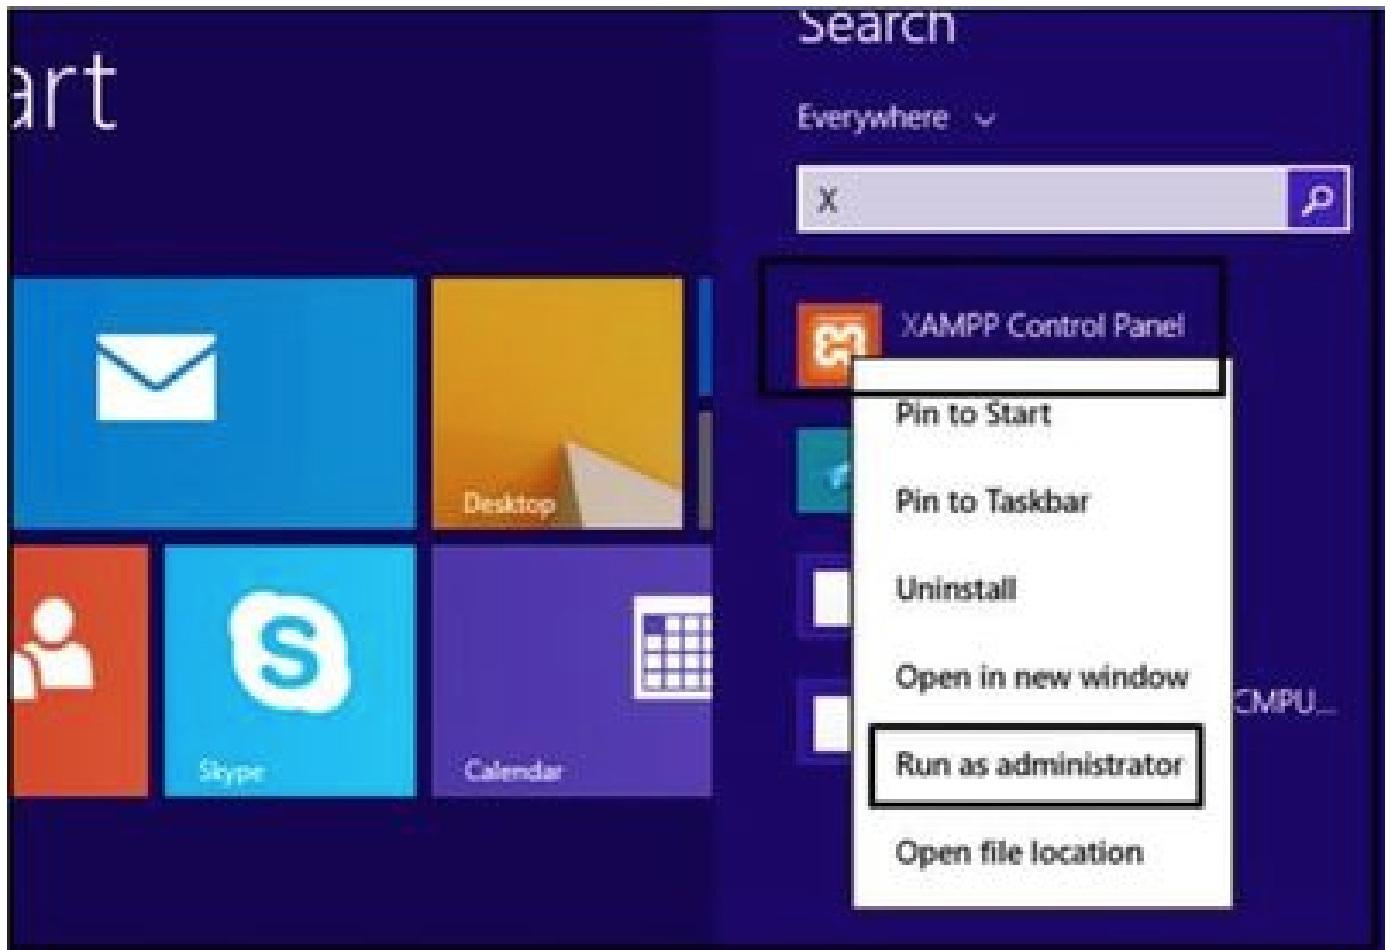 art
Desktop
Skype
Calendar
Search
Everywhere
X
XAMPP Control Panel
Pin to Start
Pin to Taskbar
Uninstall
Open in new window
CMPU...
Run as administrator
Open file location